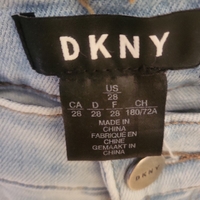 DKNY
US
28
CA D F CH
28 28 28 180/72A
MADE IN
CHINA
FABRIQUE EN
CHINE
GEMAAKT IN
CHINA
DKNY